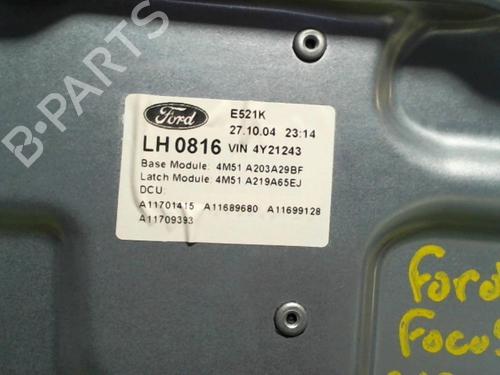 B-PARTS
Ford
E521K
27.10.04 23:14
LH 0816 VIN 4Y21243
Base Module: 4M51 A203A29BF
Latch Module: 4M51 A219A65EJ
DCU:
A11701415 A11689680 A11699128
A11709393
Ford
Focus